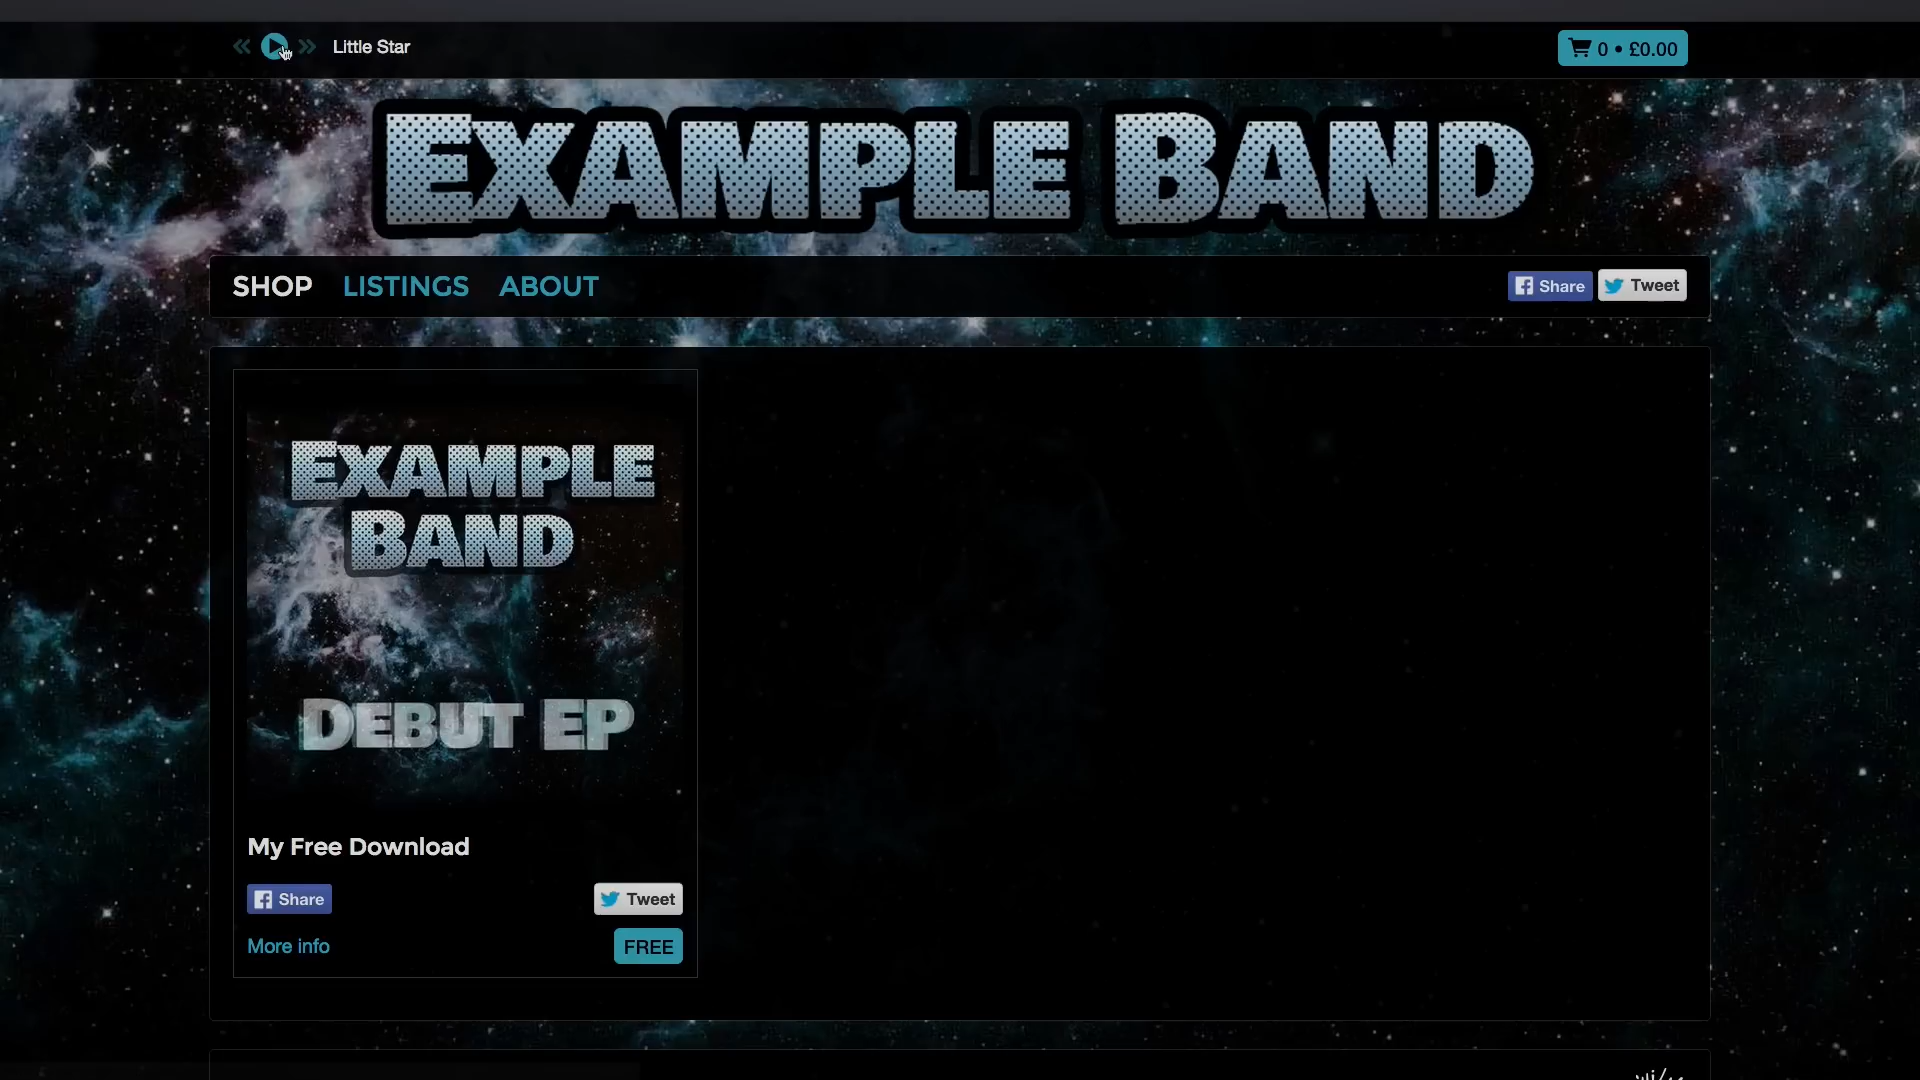 Little Star
0 • £0.00
EXAMPLE BAND
SHOP LISTINGS ABOUT
Share Tweet
EXAMPLE
BAND
DEBUT EP
My Free Download
Share Tweet
More info FREE